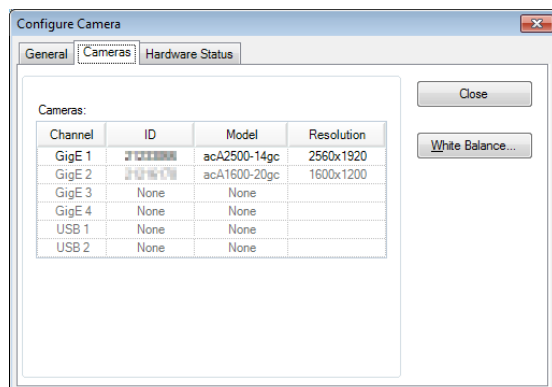 Configure Camera
General Cameras Hardware Status
Close
Cameras:
Channel ID Model Resolution
White Balance...
GigE 1 acA2500-14gc 2560x1920
GigE 2 acA1600-20gc 1600x1200
GigE 3 None None
GigE 4 None None
USB 1 None None
USB 2 None None